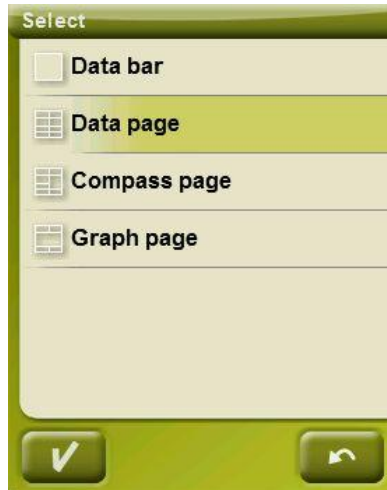 Select
Data bar
Data page
Compass page
Graph page